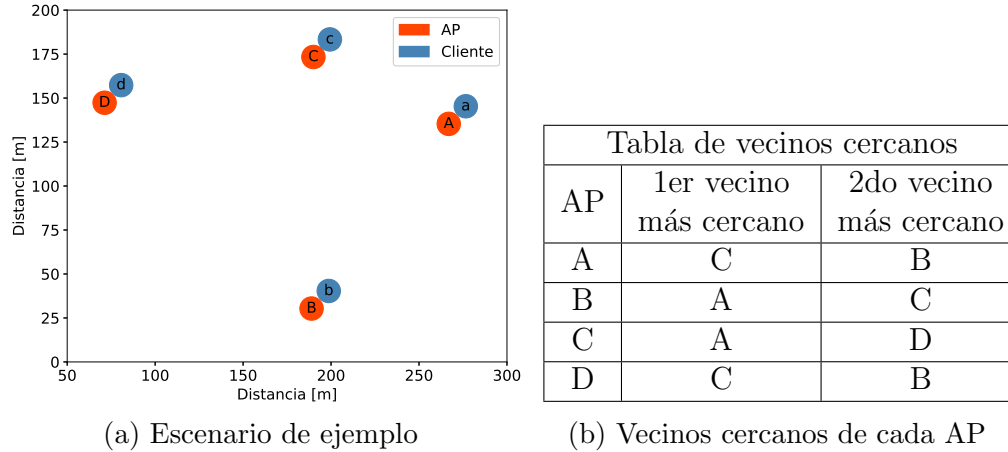 200
175
150
125
100
75
50
25
0
Distancia [m]
50 100 150 200 250 300
Distancia [m]
AP
Cliente
c
C
d
D
a
A
b
B
(a) Escenario de ejemplo
Tabla de vecinos cercanos
AP
1er vecino
más cercano
2do vecino
más cercano
A C B
B A C
C A D
D C B
(b) Vecinos cercanos de cada AP